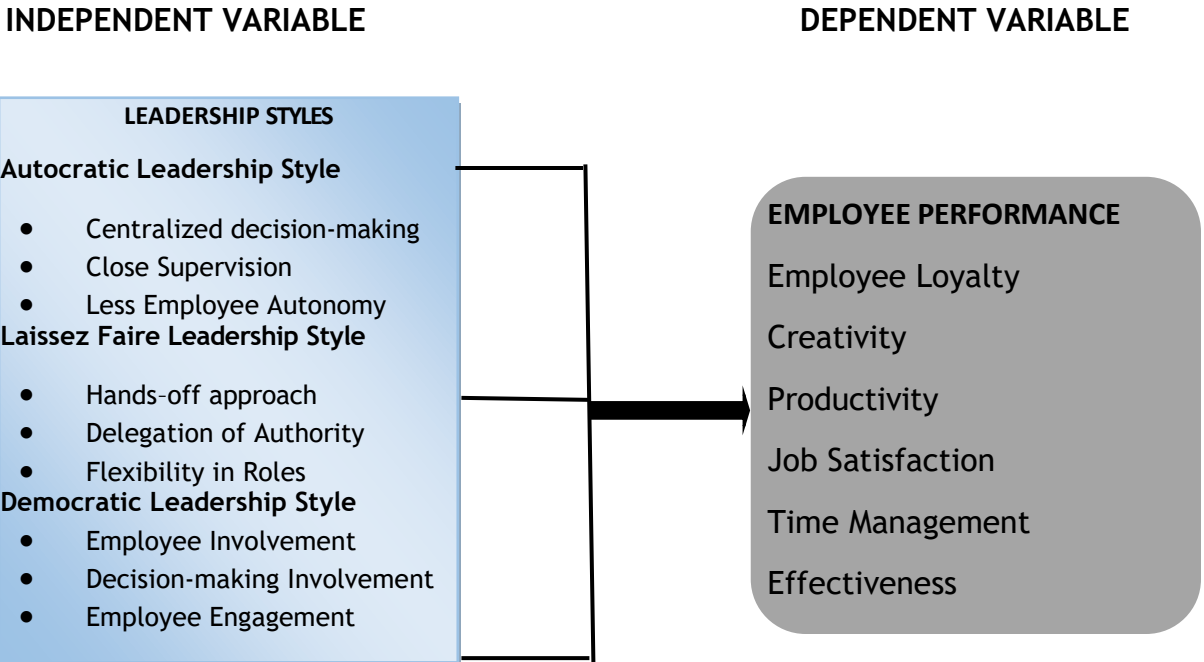 INDEPENDENT VARIABLE
DEPENDENT VARIABLE
LEADERSHIP STYLES
Autocratic Leadership Style
• Centralized decision-making
• Close Supervision
• Less Employee Autonomy
Laissez Faire Leadership Style
• Hands–off approach
• Delegation of Authority
• Flexibility in Roles
Democratic Leadership Style
• Employee Involvement
• Decision-making Involvement
• Employee Engagement
EMPLOYEE PERFORMANCE
Employee Loyalty
Creativity
Productivity
Job Satisfaction
Time Management
Effectiveness